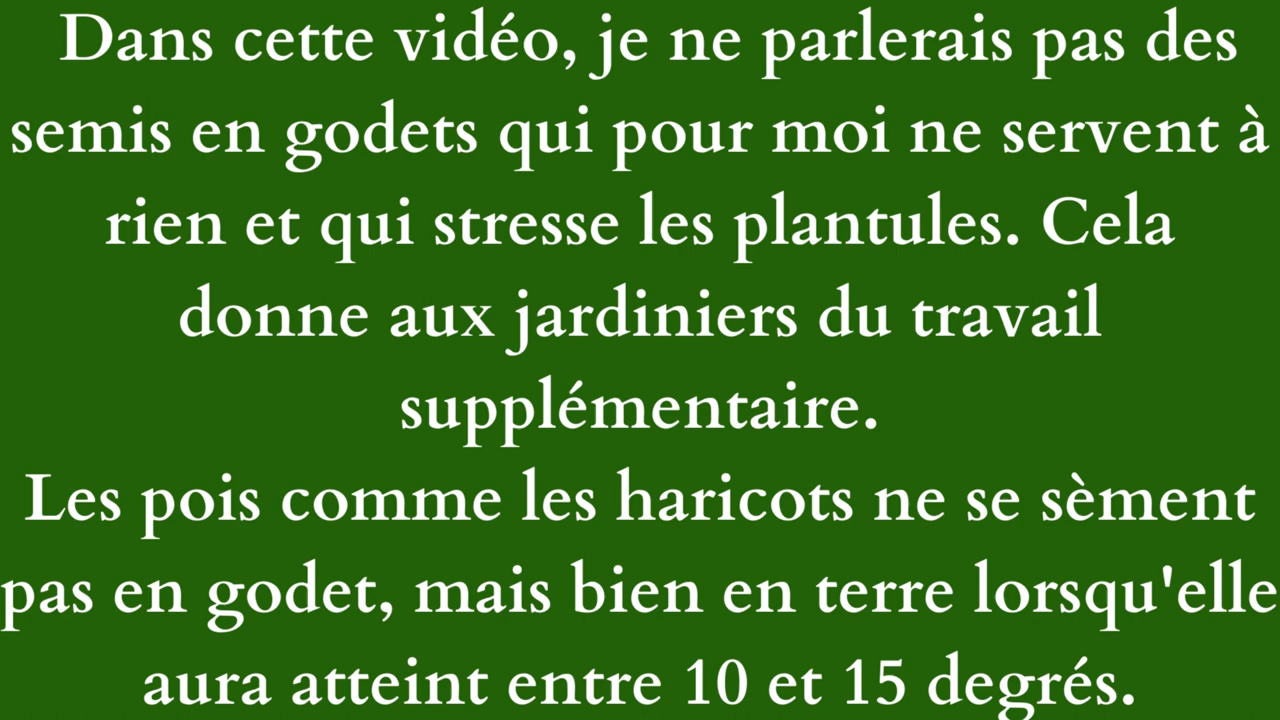 Dans cette vidéo, je ne parlerais pas des
semis en godets qui pour moi ne servent à
rien et qui stresse les plantules. Cela
donne aux jardiniers du travail
supplémentaire.
Les pois comme les haricots ne se sèment
pas en godet, mais bien en terre lorsqu'elle
aura atteint entre 10 et 15 degrés.